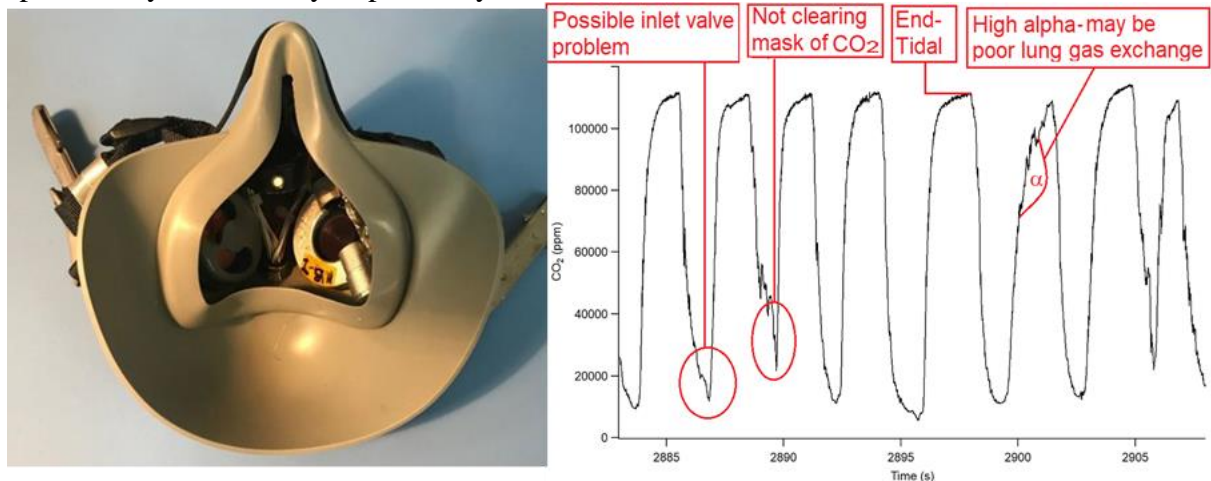 Possible inlet valve
problem
Not clearing
mask of CO2
End-
Tidal
High alpha-may be
poor lung gas exchange
α
100000
80000
60000
40000
20000
0
CO2 (ppm)
2885
2890
2895
2900
2905
Time (s)